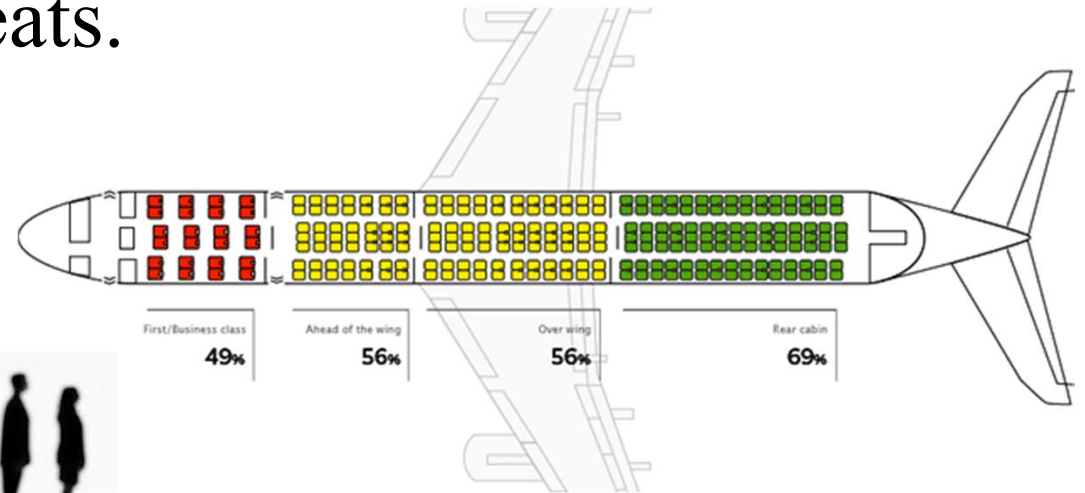 eats.
First/Business class
49%
Ahead of the wing
56%
Over wing
56%
Rear cabin
69%